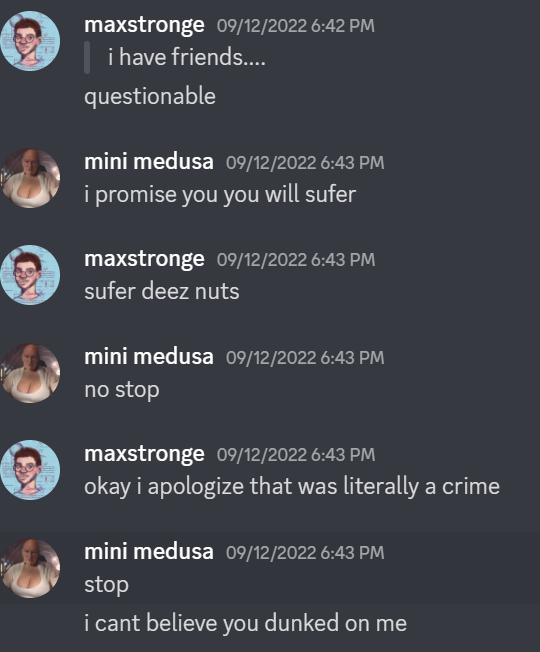 maxstronge 09/12/2022 6:42 PM
i have friends....
questionable
mini medusa 09/12/2022 6:43 PM
i promise you you will sufer
maxstronge 09/12/2022 6:43 PM
sufer deez nuts
mini medusa 09/12/2022 6:43 PM
no stop
maxstronge 09/12/2022 6:43 PM
okay i apologize that was literally a crime
mini medusa 09/12/2022 6:43 PM
stop
i cant believe you dunked on me